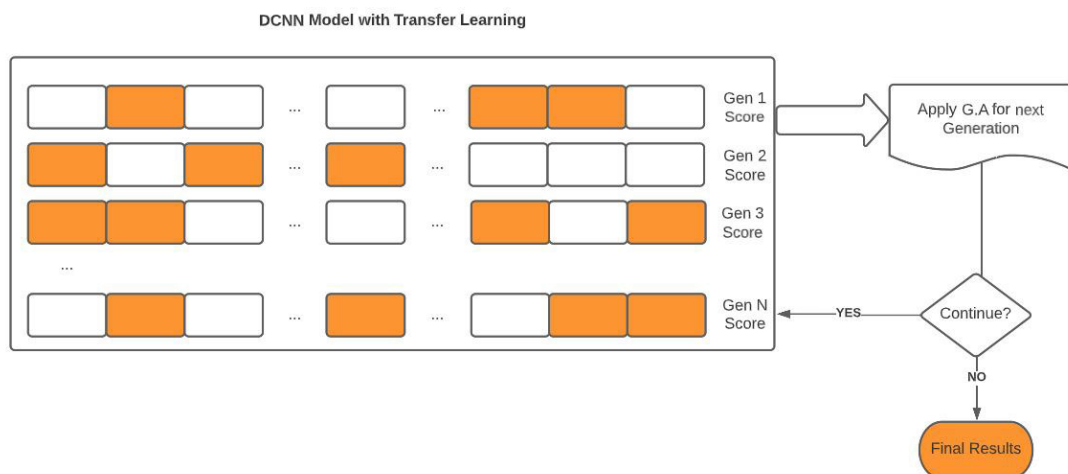 DCNN Model with Transfer Learning
... ... Gen 1
Score
... ... Gen 2
Score
... ... Gen 3
Score
...
... ... Gen N
Score
Apply G.A for next
Generation
Continue?
YES
NO
Final Results